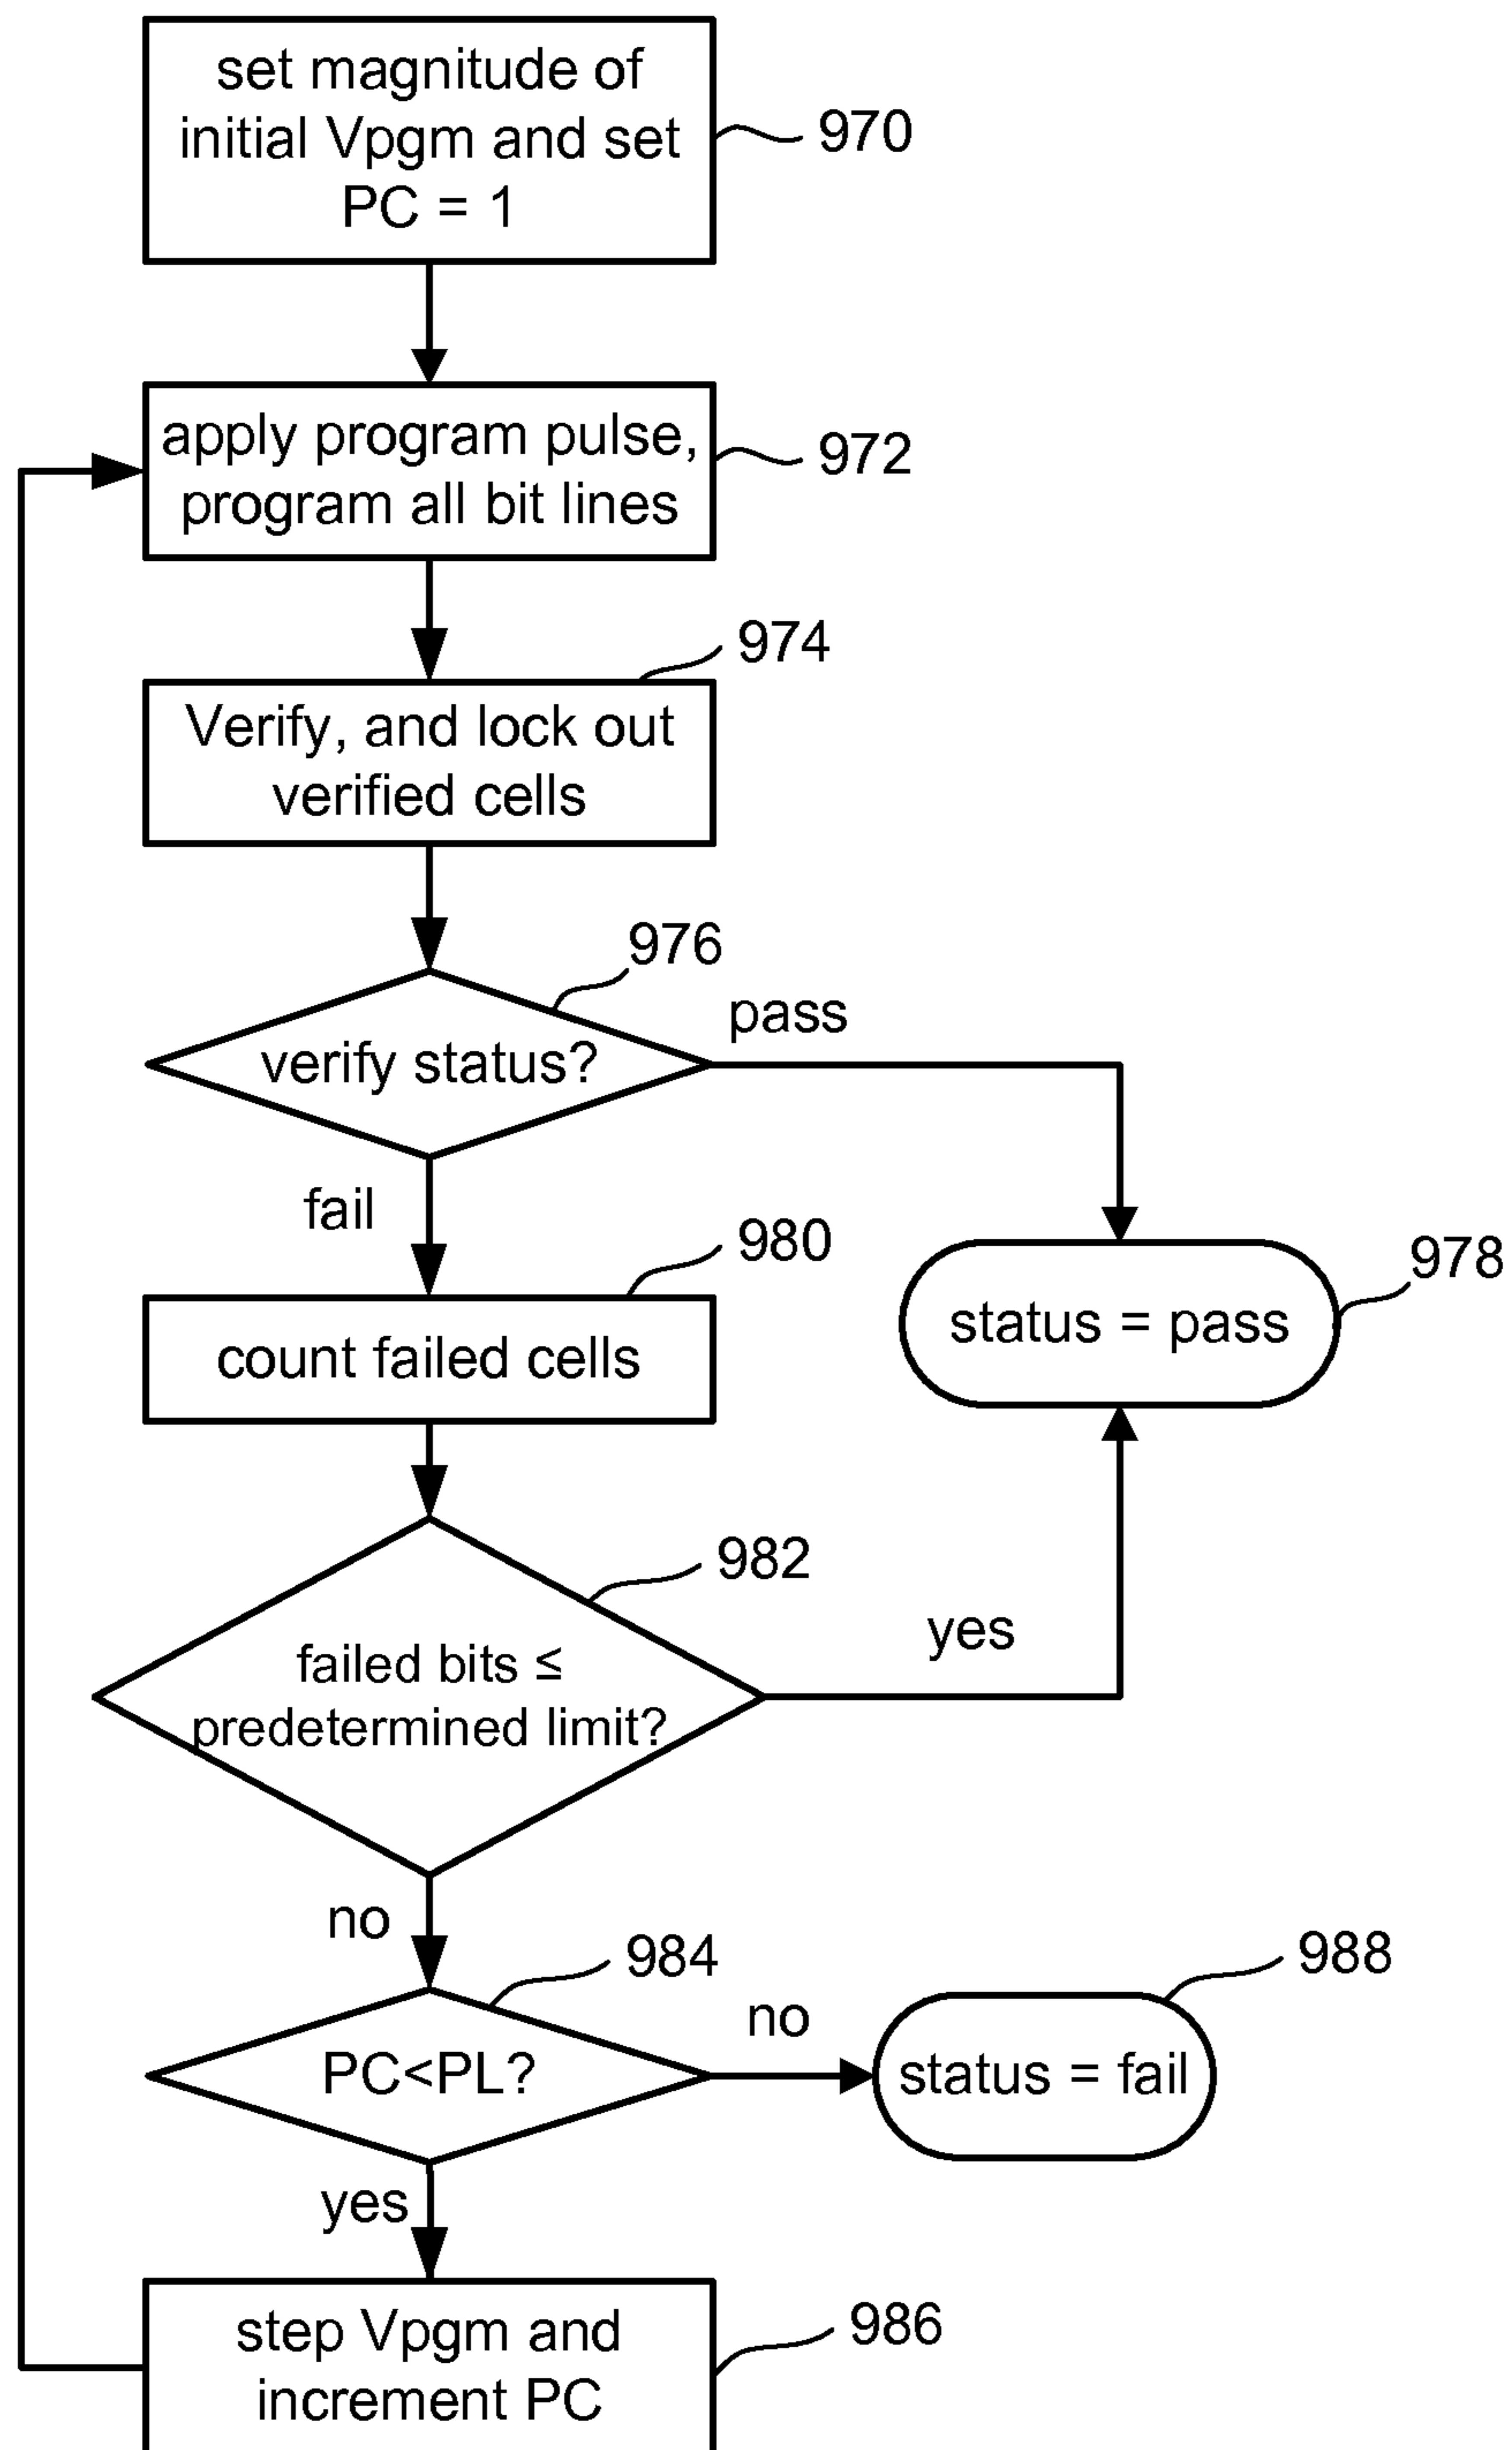 set magnitude of
initial Vpgm and set
PC = 1
970
apply program pulse,
program all bit lines
972
974
Verify, and lock out
verified cells
976
pass
verify status?
fail
980
978
status = pass
count failed cells
982
yes
failed bits ≤
predetermined limit?
no
984
988
no
PC<PL?
status = fail
yes
step Vpgm and
increment PC
986